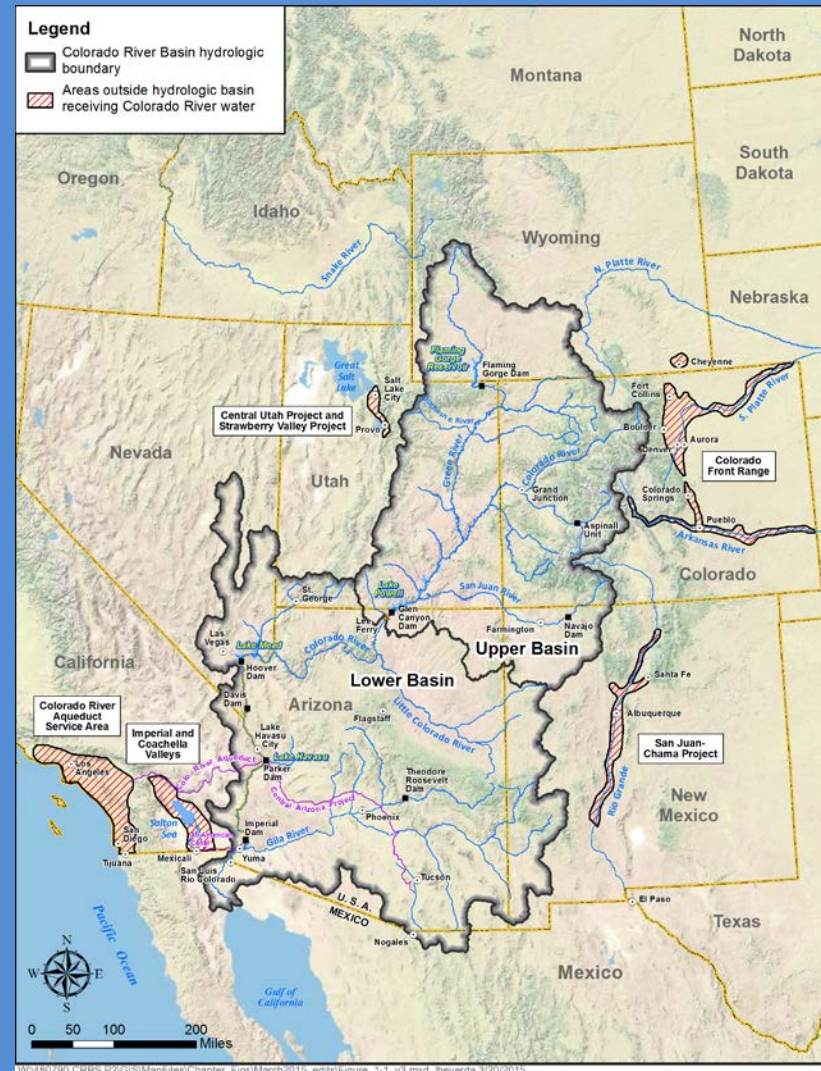 Legend
Colorado River Basin hydrologic
boundary
Areas outside hydrologic basin
receiving Colorado River water
North
Dakota
Montana
South
Dakota
Oregon
Idaho
Wyoming
Snake River
N. Platte River
Nebraska
Flaming
Gorge
Reservoir
Flaming
Gorge Dam
Cheyenne
Great
Salt
Lake
Salt
Lake
City
Fort
Collins
S. Platte River
Central Utah Project and
Strawberry Valley Project
Provo
Boulder
Denver
Aurora
Nevada
Utah
Green River
Colorado River
Colorado
Front Range
Grand
Junction
Colorado
Springs
Aspinall
Unit
Pueblo
Arkansas River
Colorado
San Juan River
St.
George
Lake
Powell
Glen
Canyon
Dam
Lee
Ferry
Farmington
Navajo
Dam
Las
Vegas
Lake Mead
Colorado River
Upper Basin
California
Hoover
Dam
Lower Basin
Santa Fe
Davis
Dam
Arizona
Colorado River
Aqueduct
Service Area
Imperial and
Coachella
Valleys
Flagstaff
Little Colorado River
Albuquerque
Lake
Havasu
City
San Juan-
Chama Project
Los
Angeles
Colo. River Aqueduct
Lake Havasu
Parker
Dam
Theodore
Roosevelt
Dam
Rio Grande
New
Mexico
Central Arizona Project
Salton
Sea
Phoenix
Imperial
Dam
Gila River
San
Diego
Tijuana
Mexicali
Yuma
San Luis
Rio Colorado
Tucson
U. S. A.
MEXICO
El Paso
Nogales
Texas
Pacific Ocean
Gulf of
California
Mexico
N
W
E
S
0 50 100 200
Miles